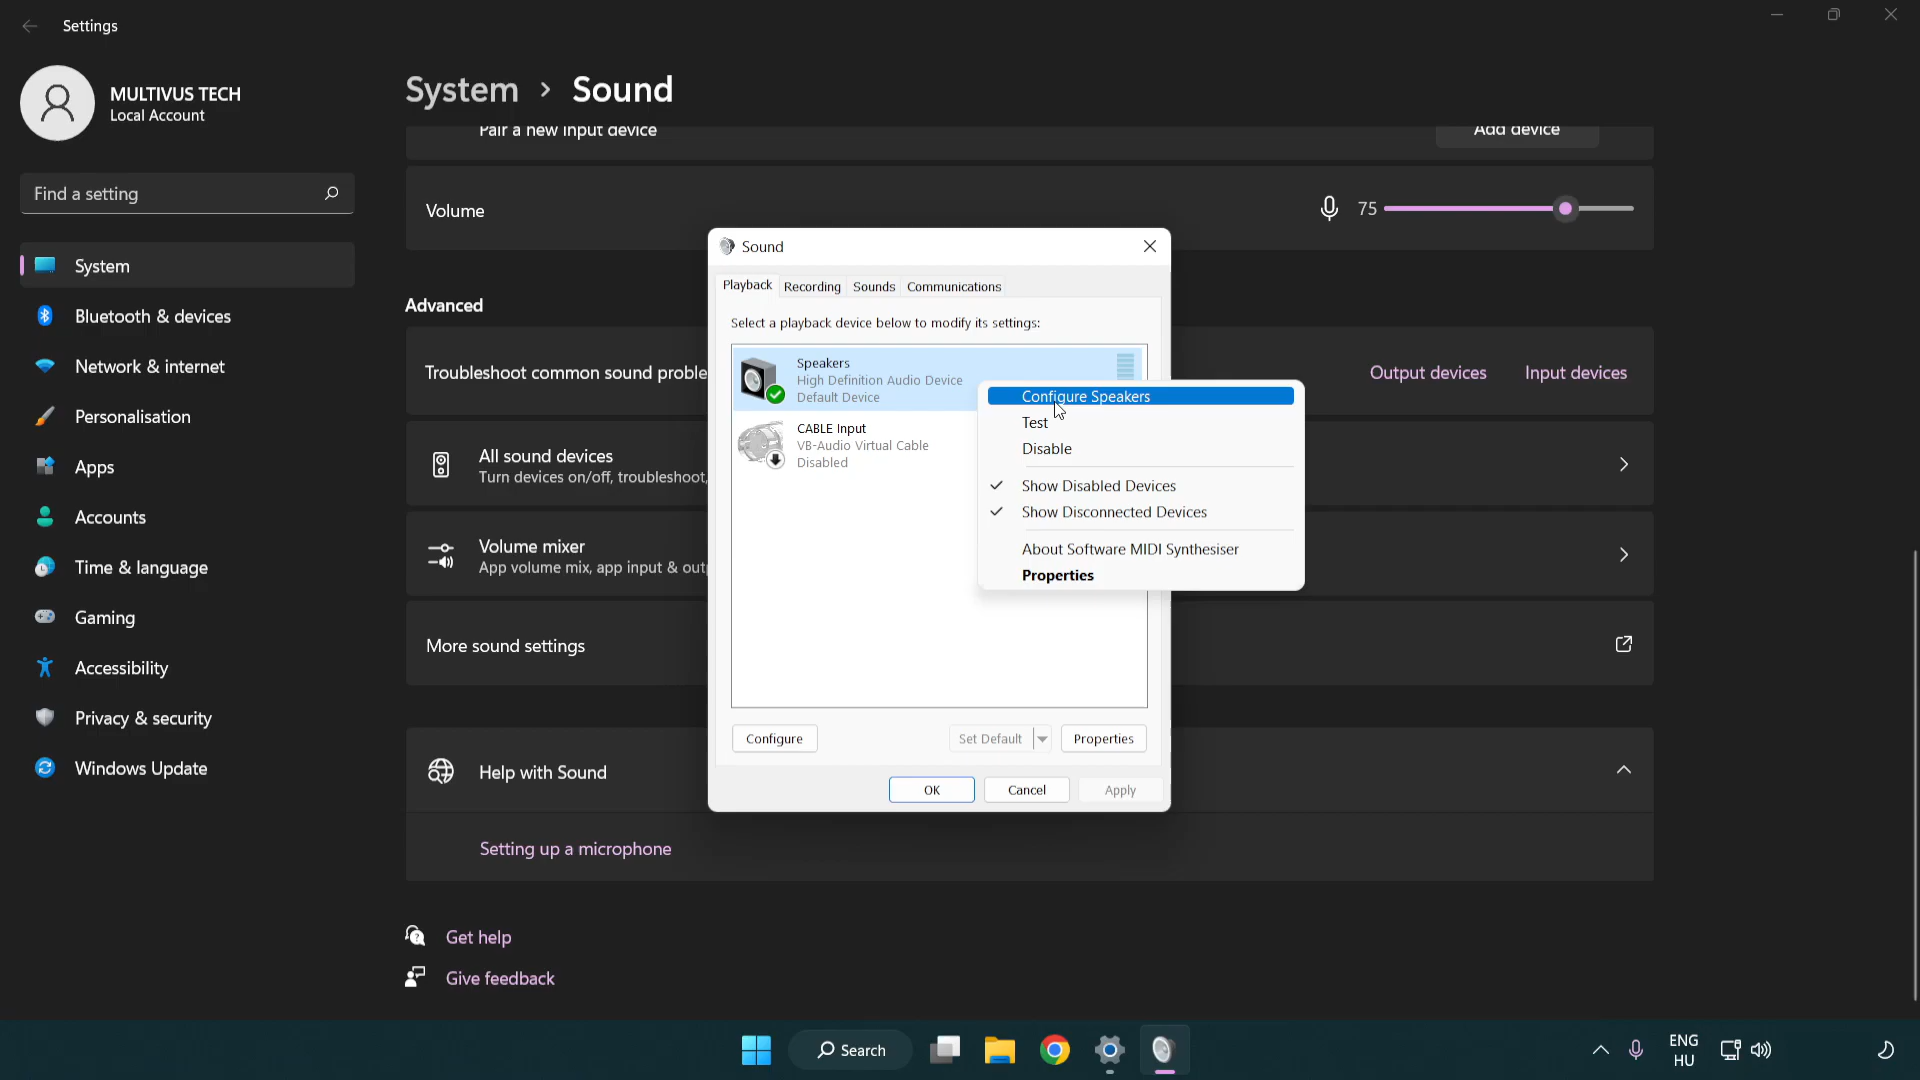 Settings
MULTIVUS TECH
Local Account
Find a setting
System
Bluetooth & devices
Network & internet
Personalisation
Apps
Accounts
Time & language
Gaming
Accessibility
Privacy & security
Windows Update
System › Sound
Pair a new input device
Add device
Volume
75
Advanced
Troubleshoot common sound proble
Output devices
Input devices
All sound devices
Turn devices on/off, troubleshoot,
Volume mixer
App volume mix, app input & out
More sound settings
Help with Sound
Setting up a microphone
Get help
Give feedback
Sound
Playback
Recording
Sounds
Communications
Select a playback device below to modify its settings:
Speakers
High Definition Audio Device
Default Device
CABLE Input
VB-Audio Virtual Cable
Disabled
Configure Speakers
Test
Disable
Show Disabled Devices
Show Disconnected Devices
About Software MIDI Synthesiser
Properties
Configure
Set Default
Properties
OK
Cancel
Apply
Search
ENG
HU